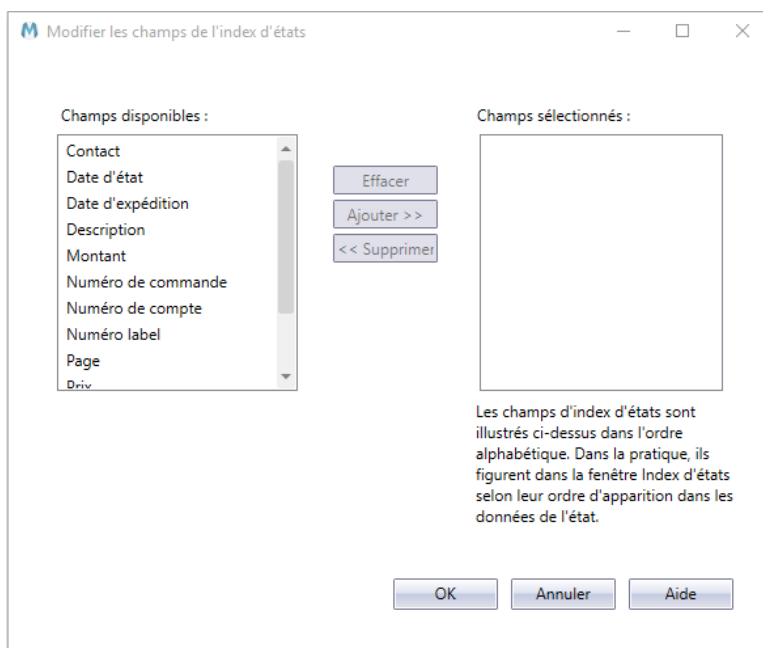 Modifier les champs de l'index d'états
Champs disponibles :
Contact
Date d'état
Date d'expédition
Description
Montant
Numéro de commande
Numéro de compte
Numéro label
Page
Prix
Effacer
Ajouter >>
<< Supprimer
Champs sélectionnés :
Les champs d'index d'états sont
illustrés ci-dessus dans l'ordre
alphabétique. Dans la pratique, ils
figurent dans la fenêtre Index d'états
selon leur ordre d'apparition dans les
données de l'état.
OK
Annuler
Aide